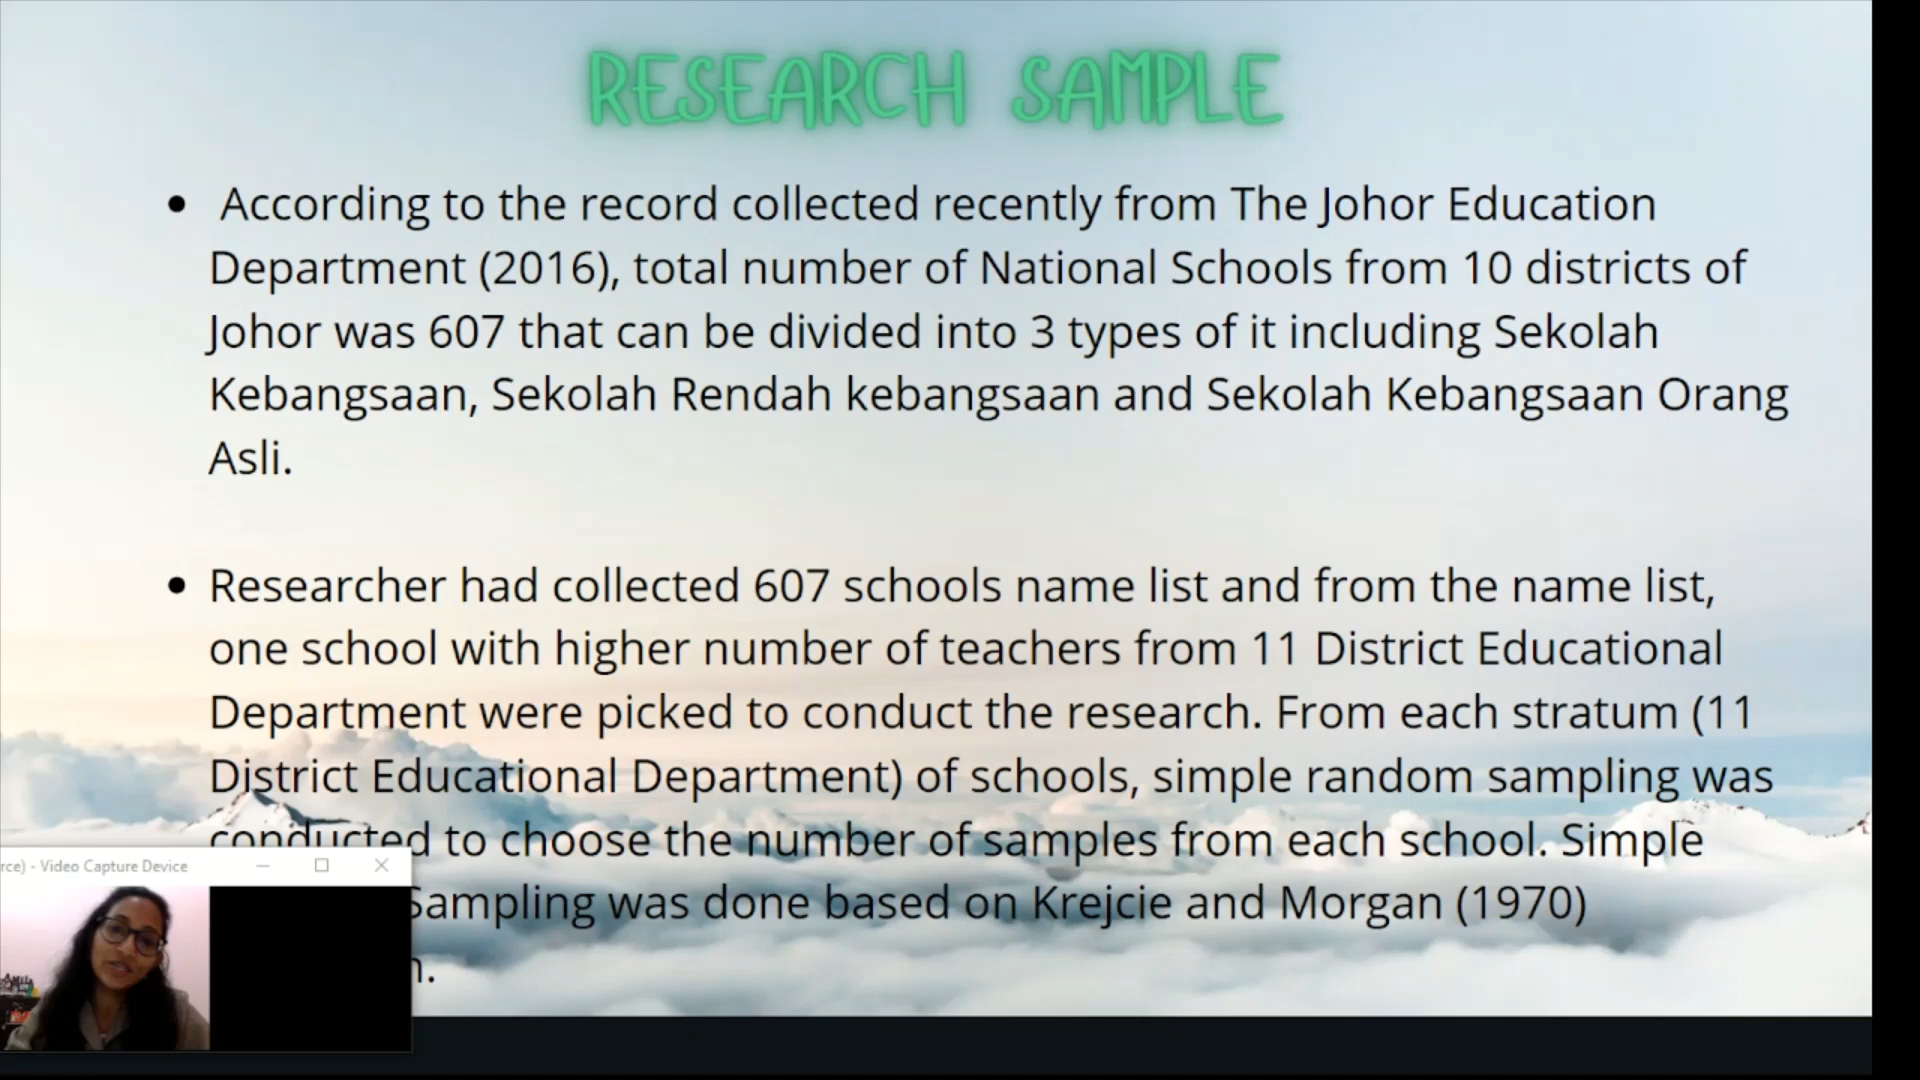 RESEARCH SAMPLE
• According to the record collected recently from The Johor Education
Department (2016), total number of National Schools from 10 districts of
Johor was 607 that can be divided into 3 types of it including Sekolah
Kebangsaan, Sekolah Rendah kebangsaan and Sekolah Kebangsaan Orang
Asli.
• Researcher had collected 607 schools name list and from the name list,
one school with higher number of teachers from 11 District Educational
Department were picked to conduct the research. From each stratum (11
District Educational Department) of schools, simple random sampling was
conducted to choose the number of samples from each school. Simple
Sampling was done based on Krejcie and Morgan (1970)
rce) - Video Capture Device